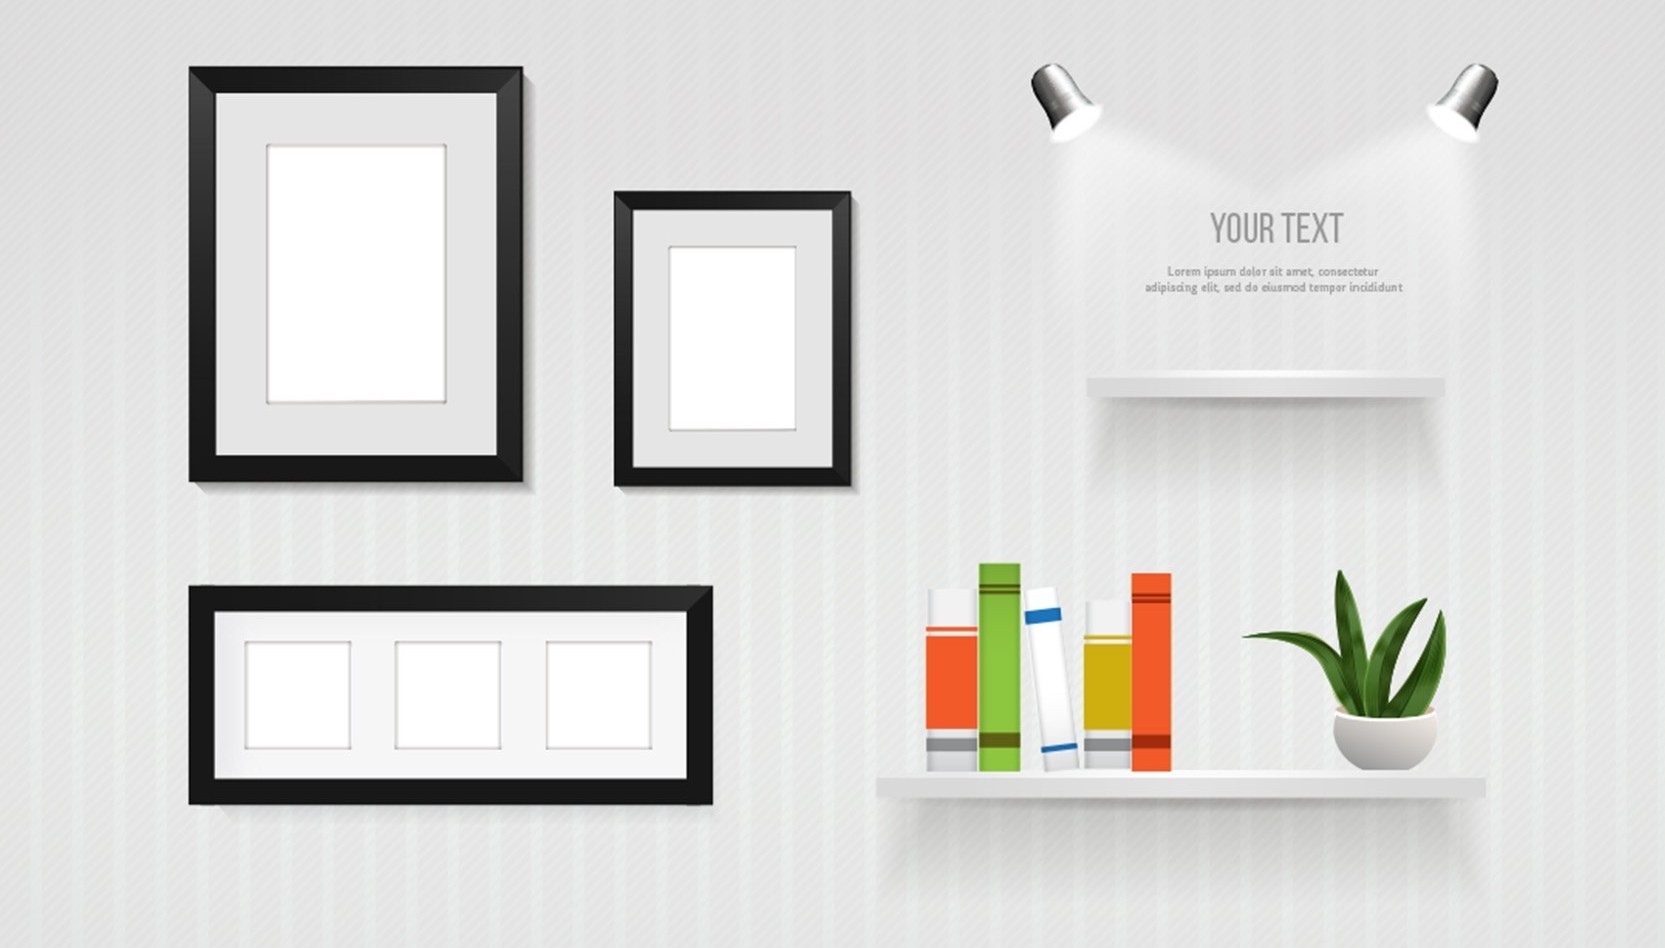 YOUR TEXT
Lorem ipsum dolor sit amet, consectetur
adipiscing elit, sed do eiusmod tempor incididunt